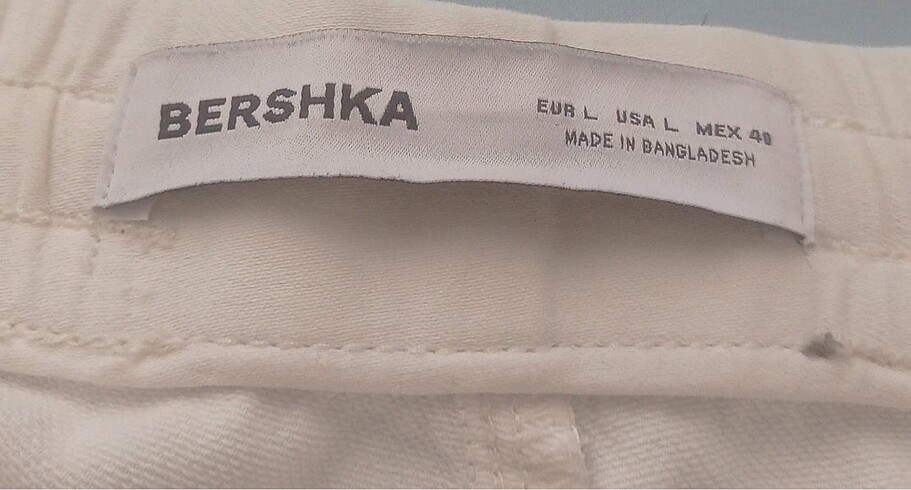 BERSHKA
EUR L USA L MEX 40
MADE IN BANGLADESH